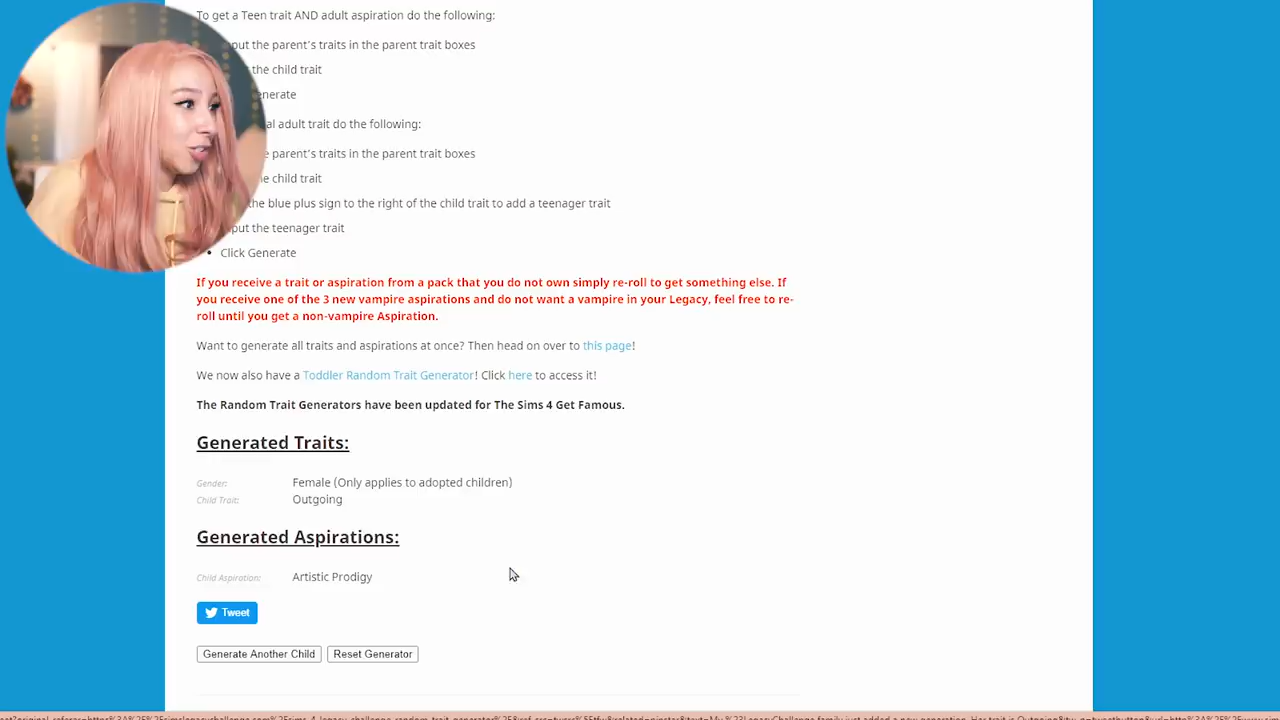 To get a Teen trait AND adult aspiration do the following:
put the parent's traits in the parent trait boxes
the child trait
enerate
al adult trait do the following:
e parent's traits in the parent trait boxes
e child trait
the blue plus sign to the right of the child trait to add a teenager trait
put the teenager trait
• Click Generate
If you receive a trait or aspiration from a pack that you do not own simply re-roll to get something else. If
you receive one of the 3 new vampire aspirations and do not want a vampire in your Legacy, feel free to re-
roll until you get a non-vampire Aspiration.
Want to generate all traits and aspirations at once? Then head on over to this page!
We now also have a Toddler Random Trait Generator! Click here to access it!
The Random Trait Generators have been updated for The Sims 4 Get Famous.
Generated Traits:
Gender: Female (Only applies to adopted children)
Child Trait: Outgoing
Generated Aspirations:
Child Aspiration: Artistic Prodigy
Tweet
Generate Another Child Reset Generator